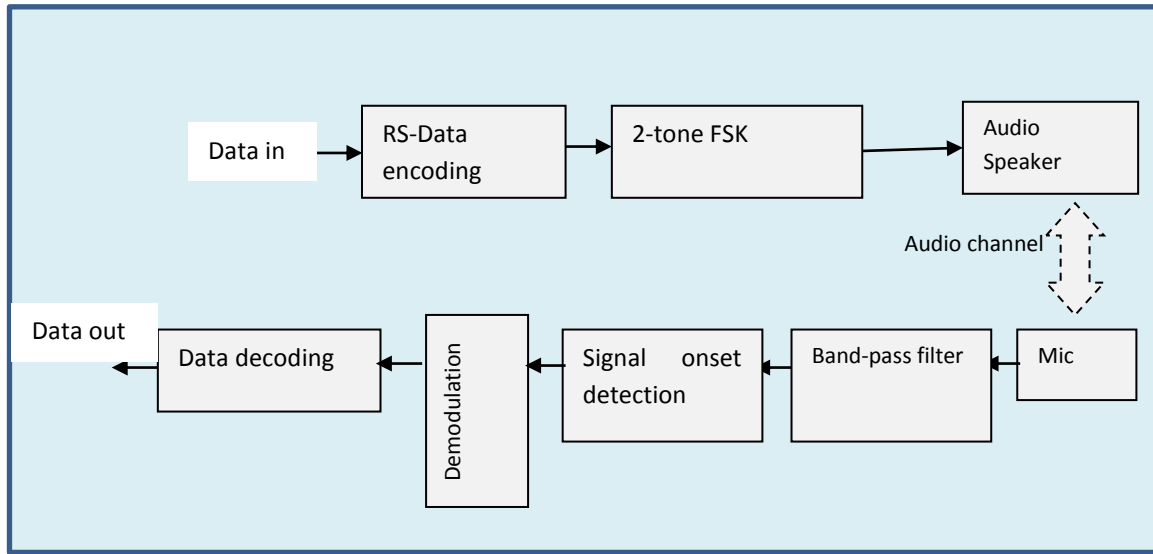 Data in
RS-Data
encoding
2-tone FSK
Audio
Speaker
Audio channel
Data out
Data decoding
Demodulation
Signal onset
detection
Band-pass filter
Mic